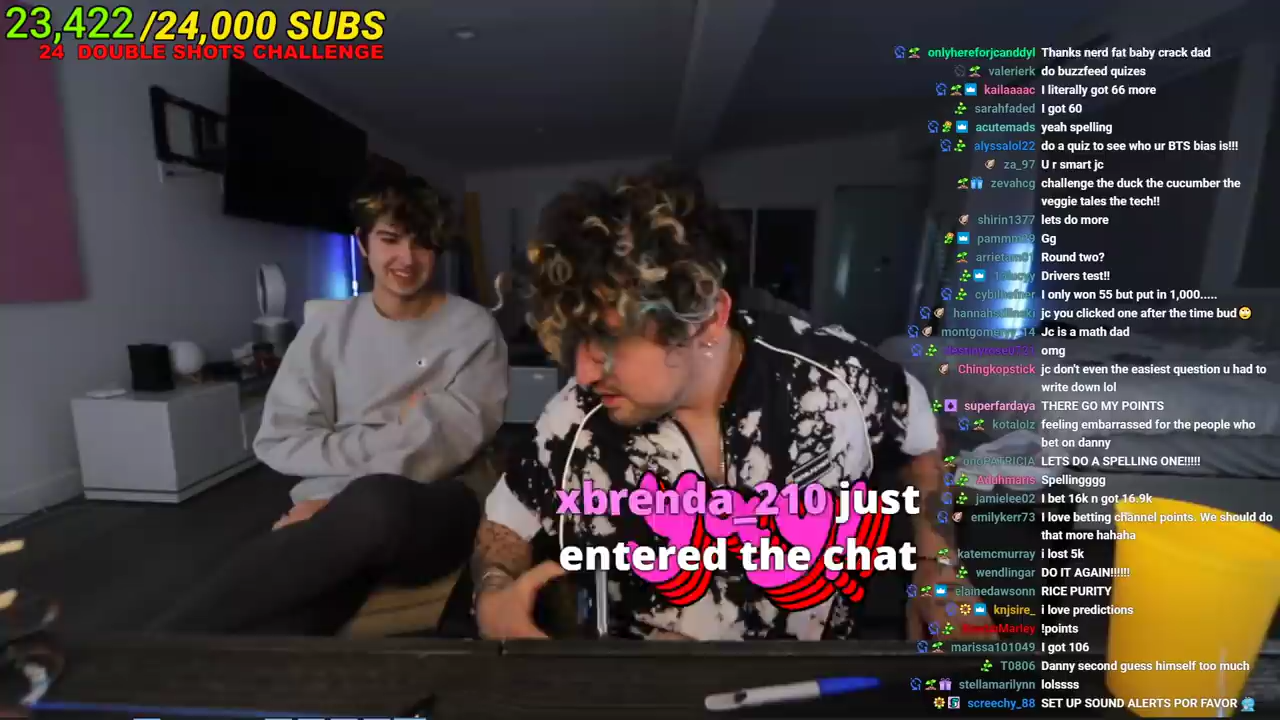 23,422/24,000 SUBS
24 DOUBLE SHOTS CHALLENGE
onlyhereforjcanddyl Thanks nerd fat baby crack dad
valerierk do buzzfeed quizes
kailaaaac I literally got 66 more
sarahfaded I got 60
acutemads yeah spelling
alyssalol22 do a quiz to see who ur BTS bias is!!!
za_97 U r smart jc
zevahcg challenge the duck the cucumber the
veggie tales the tech!!
shirin1377 lets do more
Gg
Round two?
Drivers test!!
I only won 55 but put in 1,000.....
jc you clicked one after the time bud
Jc is a math dad
omg
Chingkopstick jc don't even the easiest question u had to
write down lol
superfardaya THERE GO MY POINTS
kotalolz feeling embarrassed for the people who
bet on danny
LETS DO A SPELLING ONE!!!!!
Spellingggg
jamielee02 I bet 16k n got 16.9k
emilykerr73 I love betting channel points. We should do
that more hahaha
katemcmurray i lost 5k
wendlingar DO IT AGAIN!!!!!!
elainedawsonn RICE PURITY
knjsire_ i love predictions
!points
marissa101049 I got 106
T0806 Danny second guess himself too much
stellamarilynn lolssss
screechy_88 SET UP SOUND ALERTS POR FAVOR
xbrenda_210 just
entered the chat